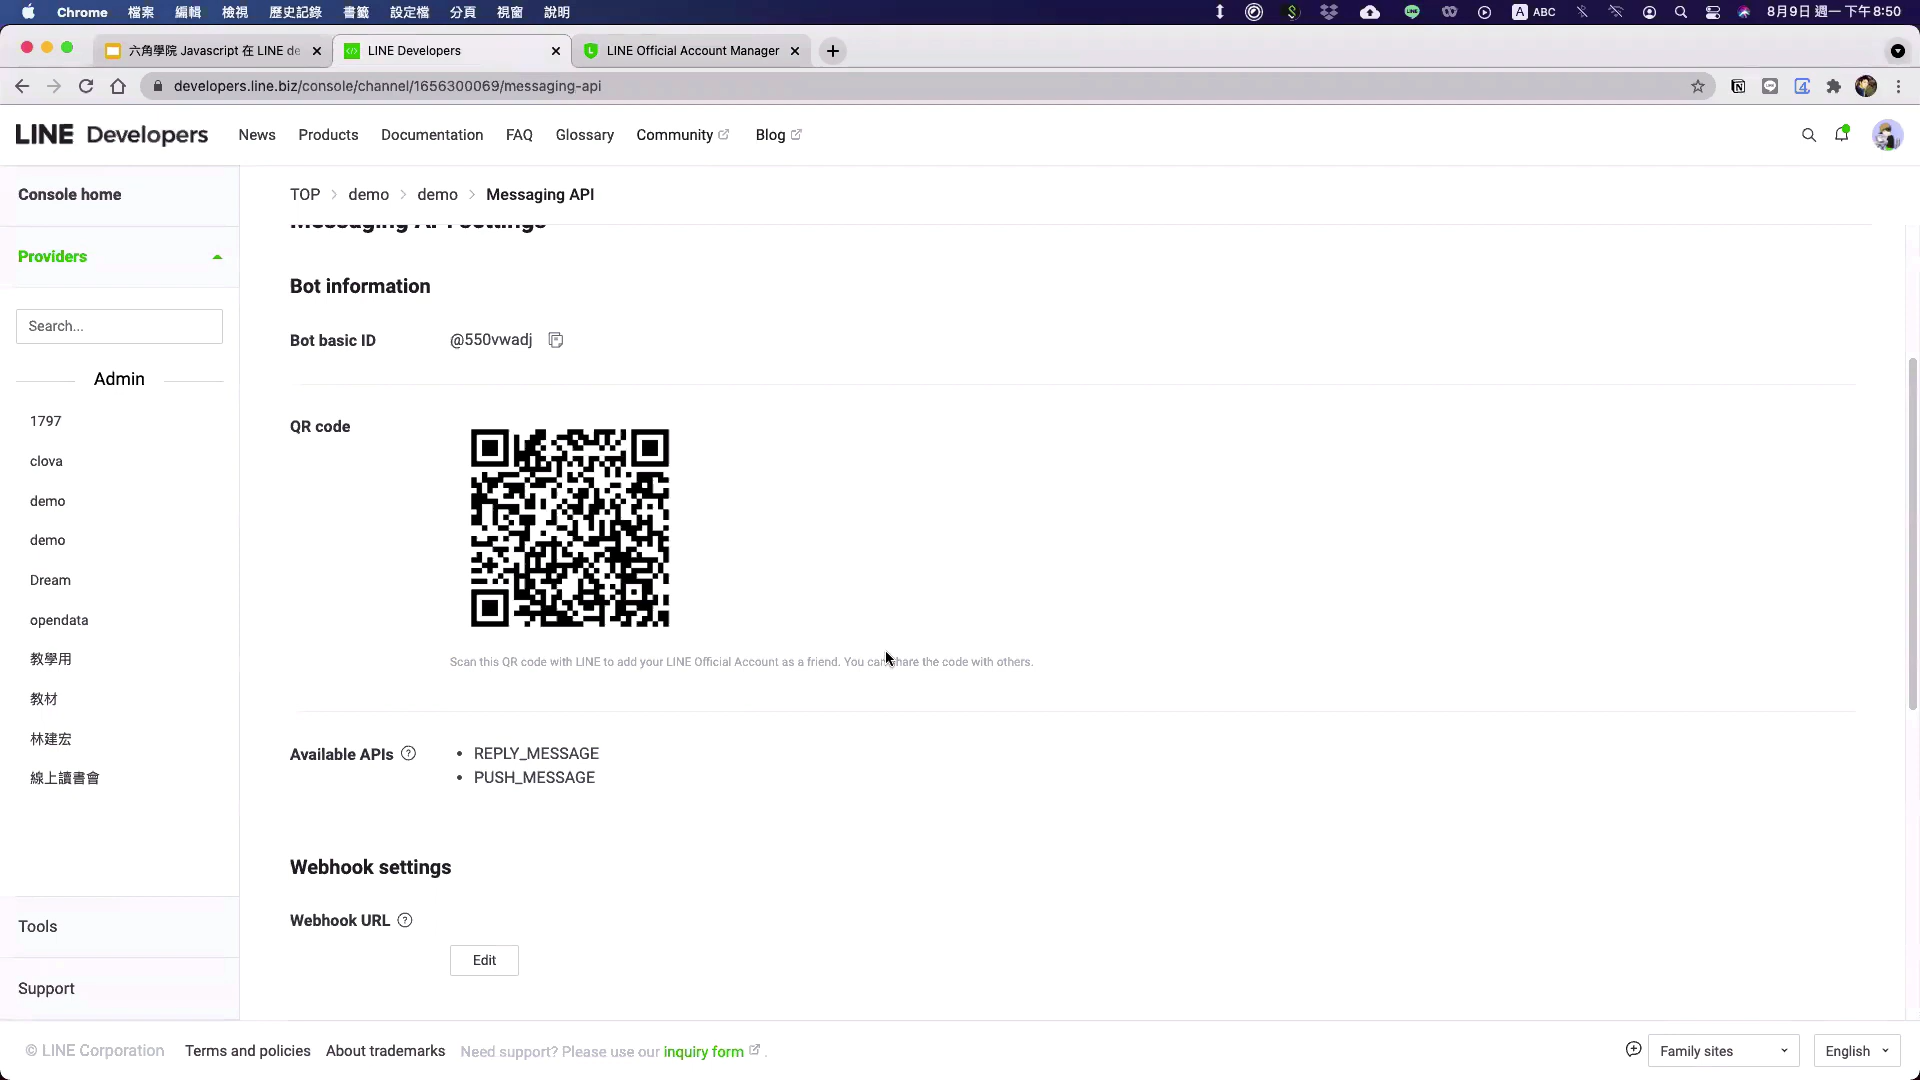 Chrome 檔案 編輯 檢視 歷史記錄 書籤 設定檔 分頁 視窗 說明 A ABC 8月9日 週一 下午8:50
六角學院 Javascript 在 LINE de LINE Developers LINE Official Account Manager
developers.line.biz/console/channel/1656300069/messaging-api
LINE Developers News Products Documentation FAQ Glossary Community Blog
Console home
TOP demo demo Messaging API
Messaging API settings
Providers
Bot information
Search...
Bot basic ID @550vwadj
Admin
1797
QR code
clova
demo
demo
Dream
opendata
教學用
Scan this QR code with LINE to add your LINE Official Account as a friend. You can share the code with others.
教材
林建宏
Available APIs
• REPLY_MESSAGE
• PUSH_MESSAGE
線上讀書會
Webhook settings
Webhook URL
Tools
Edit
Support
© LINE Corporation Terms and policies About trademarks Need support? Please use our inquiry form . Family sites English